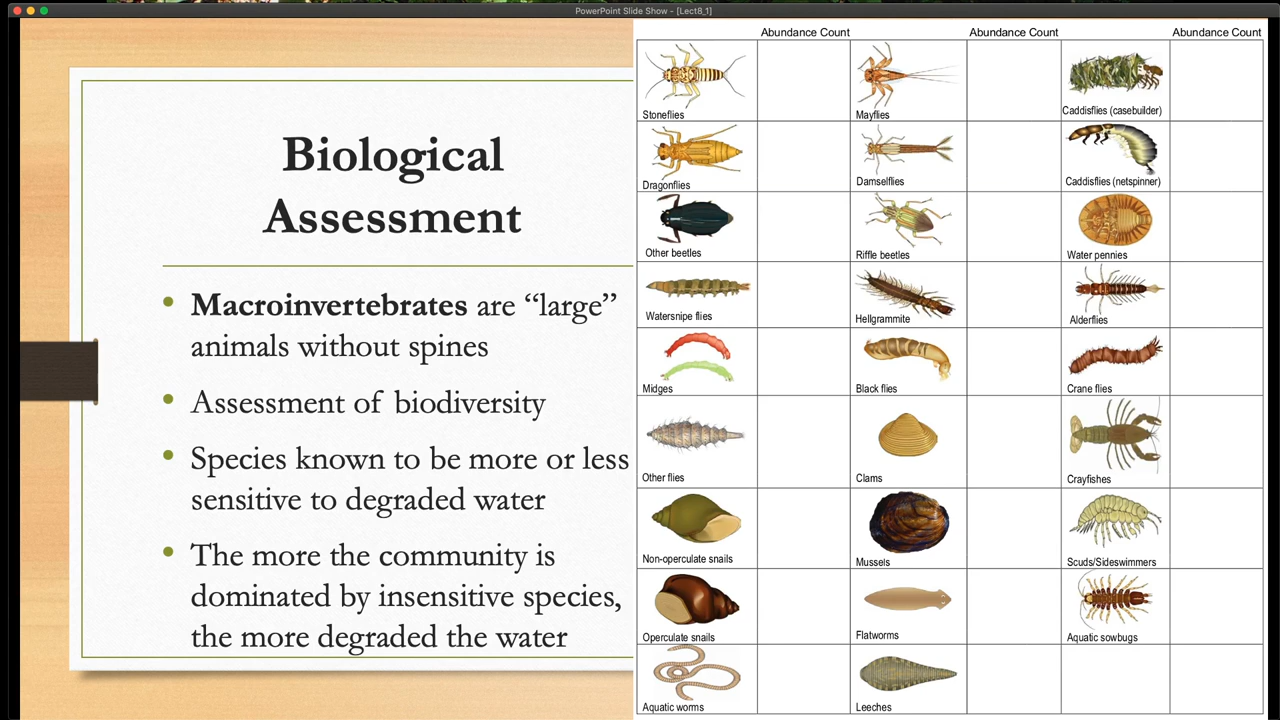 PowerPoint Slide Show - [Lect8_1]
Biological
Assessment
• Macroinvertebrates are “large”
animals without spines
• Assessment of biodiversity
• Species known to be more or less
sensitive to degraded water
• The more the community is
dominated by insensitive species,
the more degraded the water
Abundance Count Abundance Count Abundance Count
Stoneflies Mayflies Caddisflies (casebuilder)
Dragonflies Damselflies Caddisflies (netspinner)
Other beetles Riffle beetles Water pennies
Watersnipe flies Hellgrammite Alderflies
Midges Black flies Crane flies
Other flies Clams Crayfishes
Non-operculate snails Mussels Scuds/Sideswimmers
Operculate snails Flatworms Aquatic sowbugs
Aquatic worms Leeches